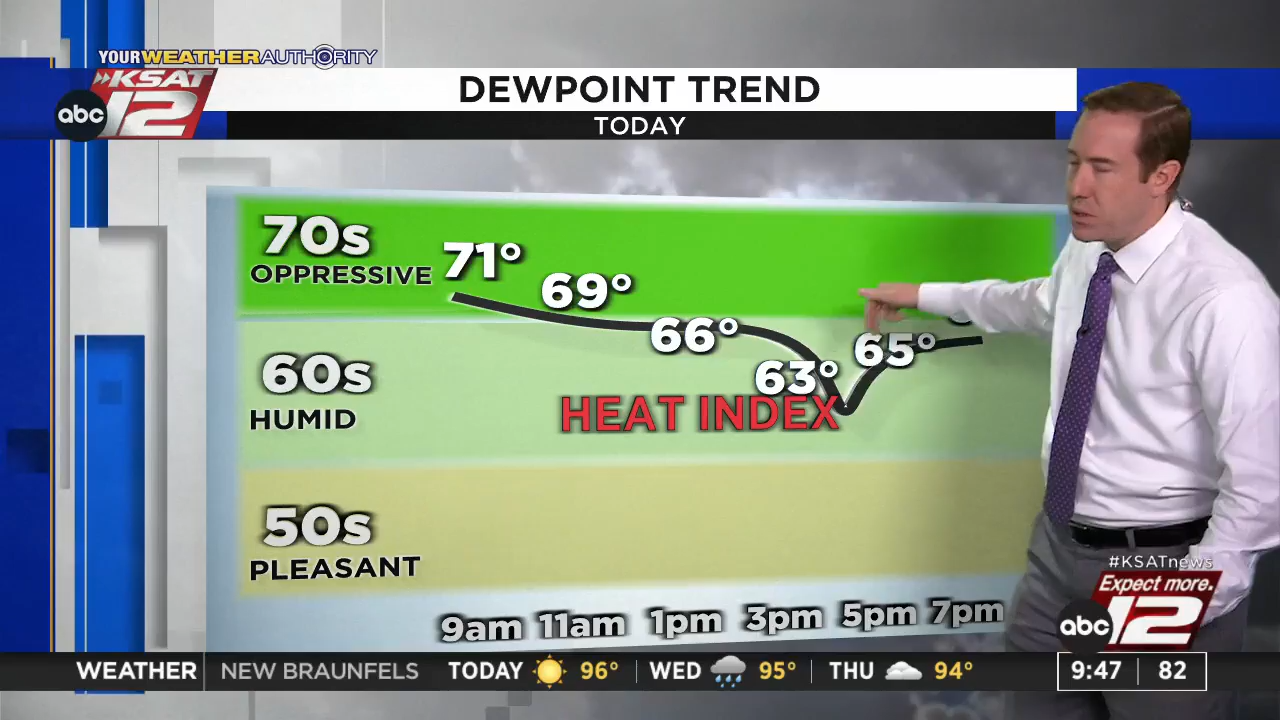 YOURWEATHERAUTHORITY
KSAT
abc 12
DEWPOINT TREND
TODAY
70s
OPPRESSIVE
71°
69°
66°
63°
65°
60s
HUMID
HEAT INDEX
50s
PLEASANT
9am 11am 1pm 3pm 5pm 7pm
#KSATnews
Expect more.
abc 12
WEATHER NEW BRAUNFELS TODAY 96° WED 95° THU 94° 9:47 82